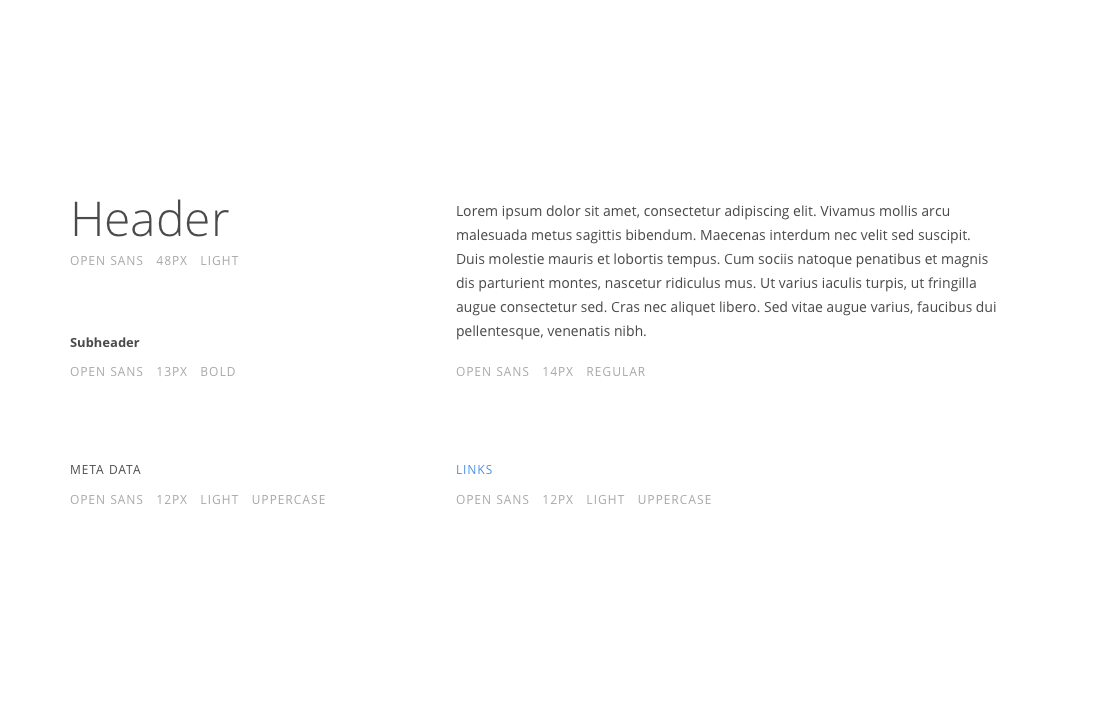 Header
OPEN SANS 48PX LIGHT
Subheader
OPEN SANS 13PX BOLD
Lorem ipsum dolor sit amet, consectetur adipiscing elit. Vivamus mollis arcu
malesuada metus sagittis bibendum. Maecenas interdum nec velit sed suscipit.
Duis molestie mauris et lobortis tempus. Cum sociis natoque penatibus et magnis
dis parturient montes, nascetur ridiculus mus. Ut varius iaculis turpis, ut fringilla
augue consectetur sed. Cras nec aliquet libero. Sed vitae augue varius, faucibus dui
pellentesque, venenatis nibh.
OPEN SANS 14PX REGULAR
META DATA
OPEN SANS 12PX LIGHT UPPERCASE
LINKS
OPEN SANS 12PX LIGHT UPPERCASE